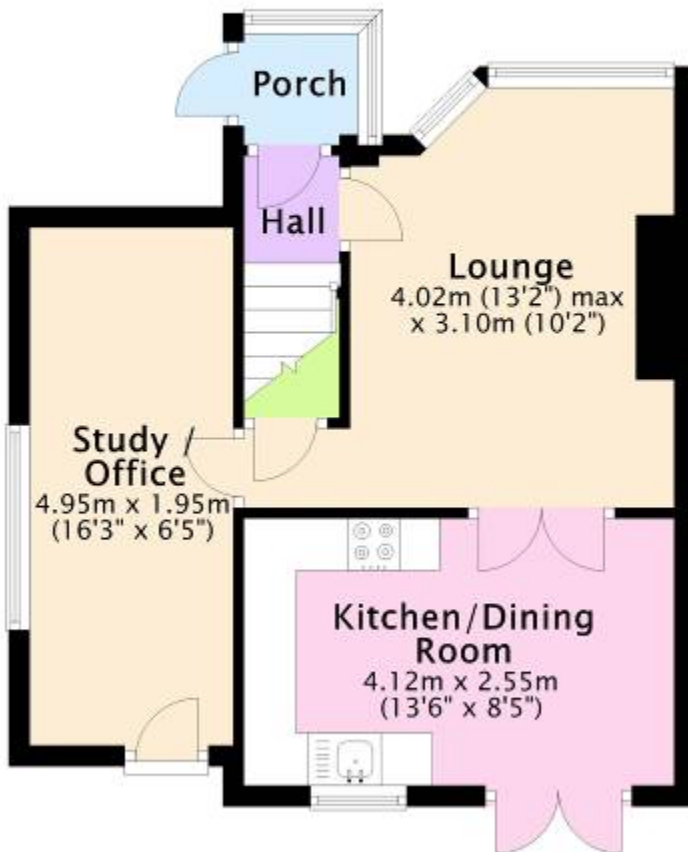 Porch
Hall
Lounge
4.02m (13'2") max
x 3.10m (10'2")
Study /
Office
4.95m x 1.95m
(16'3" x 6'5")
Kitchen/Dining
Room
4.12m x 2.55m
(13'6" x 8'5")